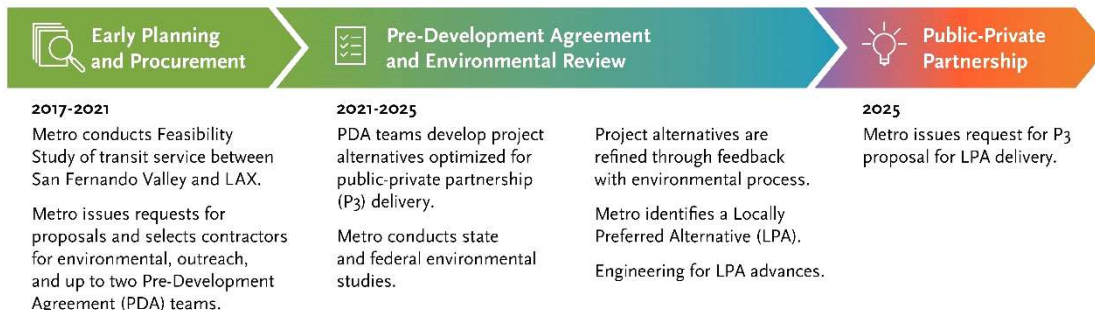 Early Planning
and Procurement
Pre-Development Agreement
and Environmental Review
Public-Private
Partnership
2017-2021
Metro conducts Feasibility
Study of transit service between
San Fernando Valley and LAX.
Metro issues requests for
proposals and selects contractors
for environmental, outreach,
and up to two Pre-Development
Agreement (PDA) teams.
2021-2025
PDA teams develop project
alternatives optimized for
public-private partnership
(P3) delivery.
Metro conducts state
and federal environmental
studies.
Project alternatives are
refined through feedback
with environmental process.
Metro identifies a Locally
Preferred Alternative (LPA).
Engineering for LPA advances.
2025
Metro issues request for P3
proposal for LPA delivery.